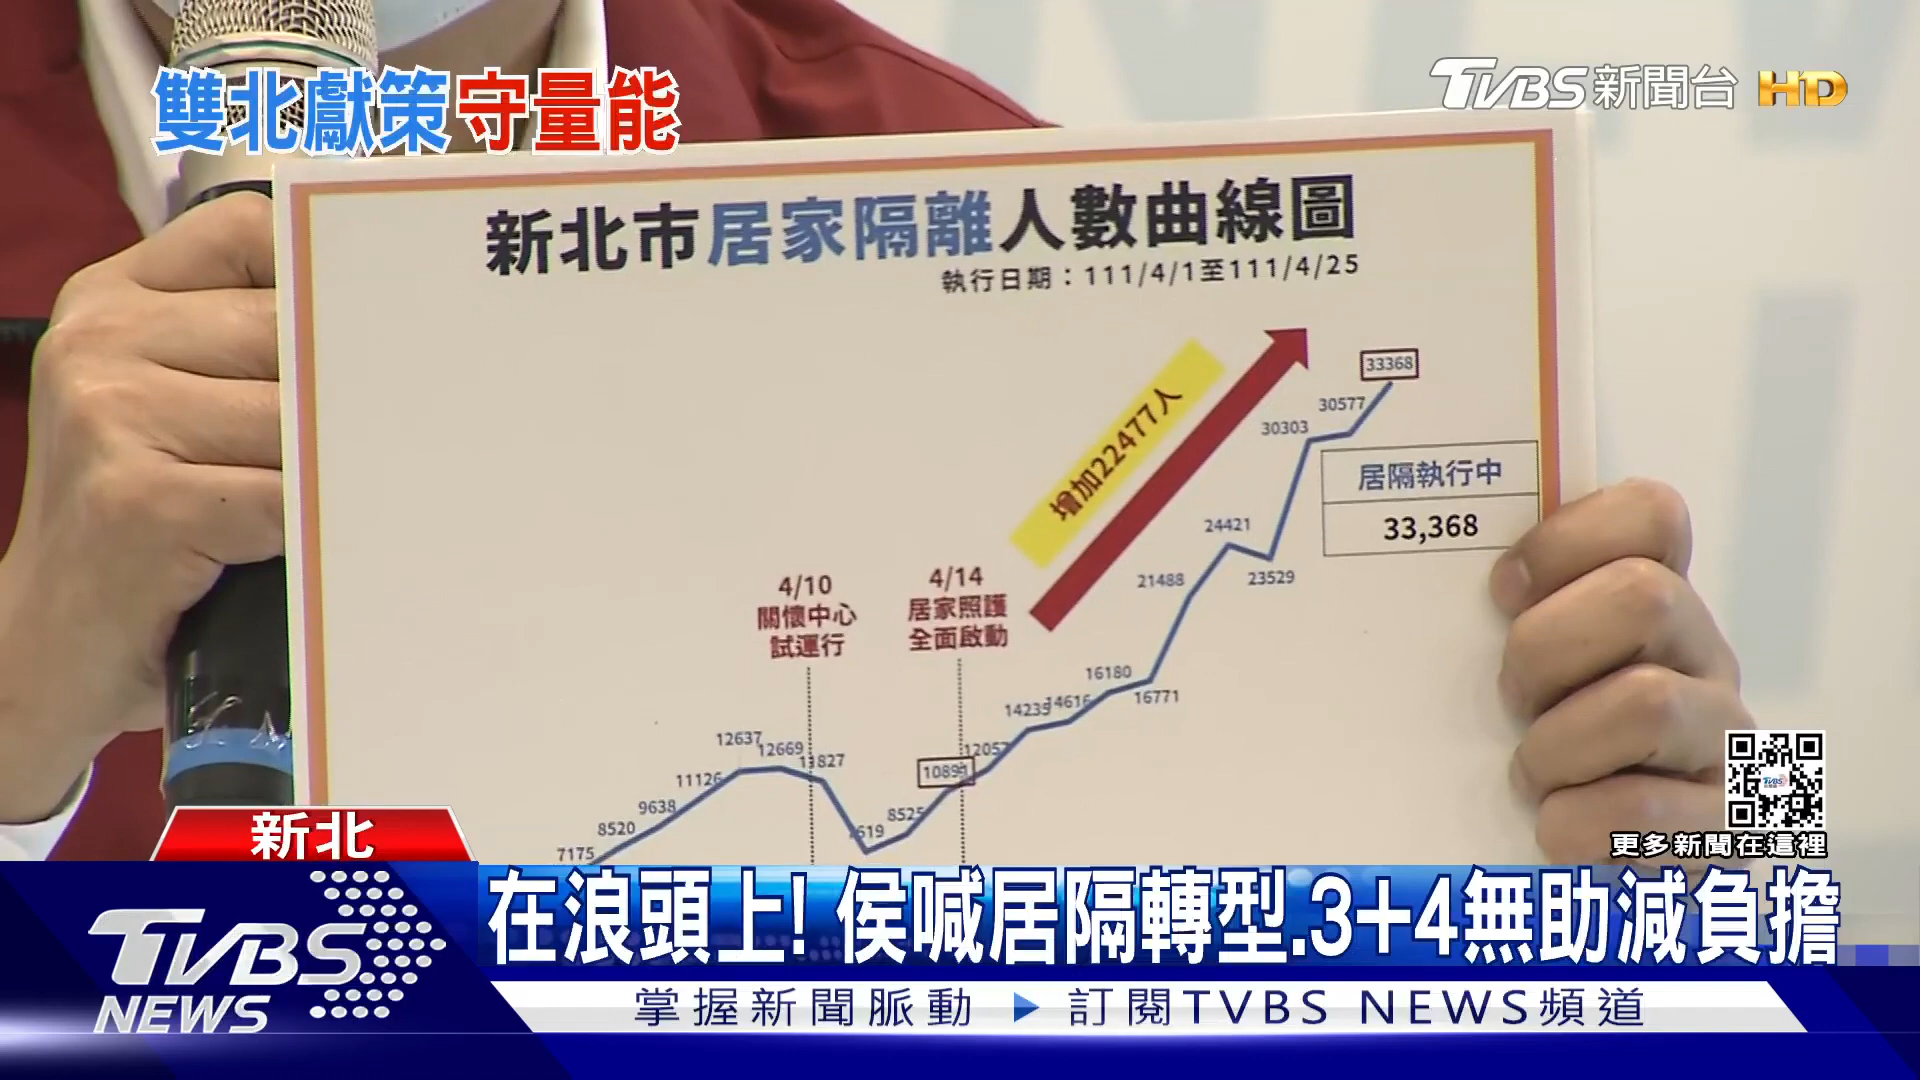 雙北獻策守量能
TVBS新聞台 HD
新北市居家隔離人數曲線圖
執行日期：111/4/1至111/4/25
增加22477人
33368
30577
30303
居隔執行中
33,368
24421
23529
21488
4/10
關懷中心
試運行
4/14
居家照護
全面啟動
16180
16771
14616
12637
12669
11827
12057
11126
9638
8525
8520
7175
TVBS
更多新聞在這裡
新北
在浪頭上! 侯喊居隔轉型.3+4無助減負擔
TVBS
NEWS
掌握新聞脈動 ▶ 訂閱TVBS NEWS頻道